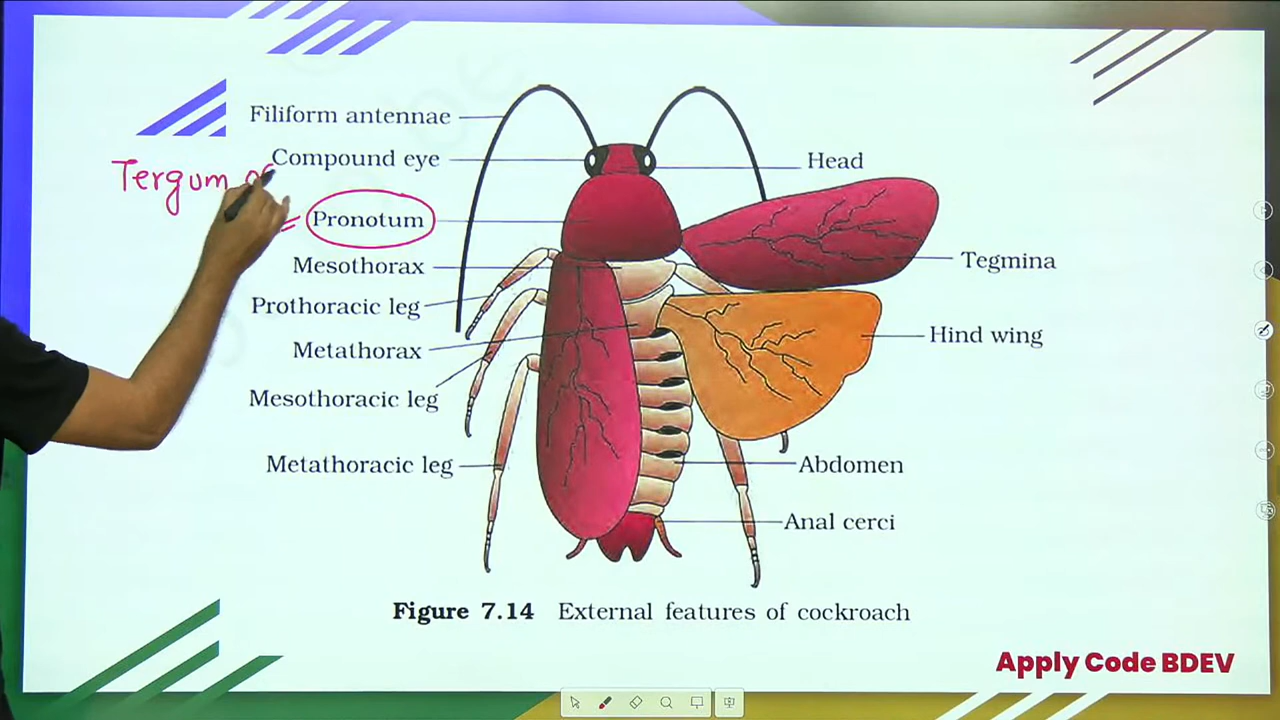 Filiform antennae
Compound eye
Head
Tergum of
Pronotum
Mesothorax
Tegmina
Prothoracic leg
Hind wing
Metathorax
Mesothoracic leg
Metathoracic leg
Abdomen
Anal cerci
Figure 7.14 External features of cockroach
Apply Code BDEV